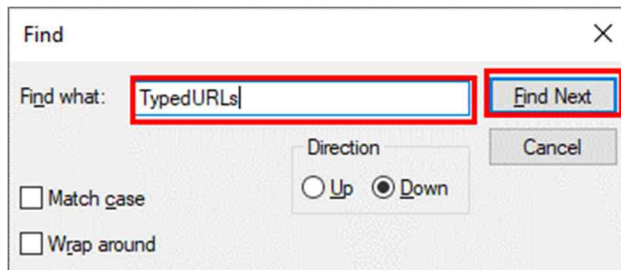 Find
Find what: TypedURLs Find Next
Direction Cancel
Up Down
Match case
Wrap around